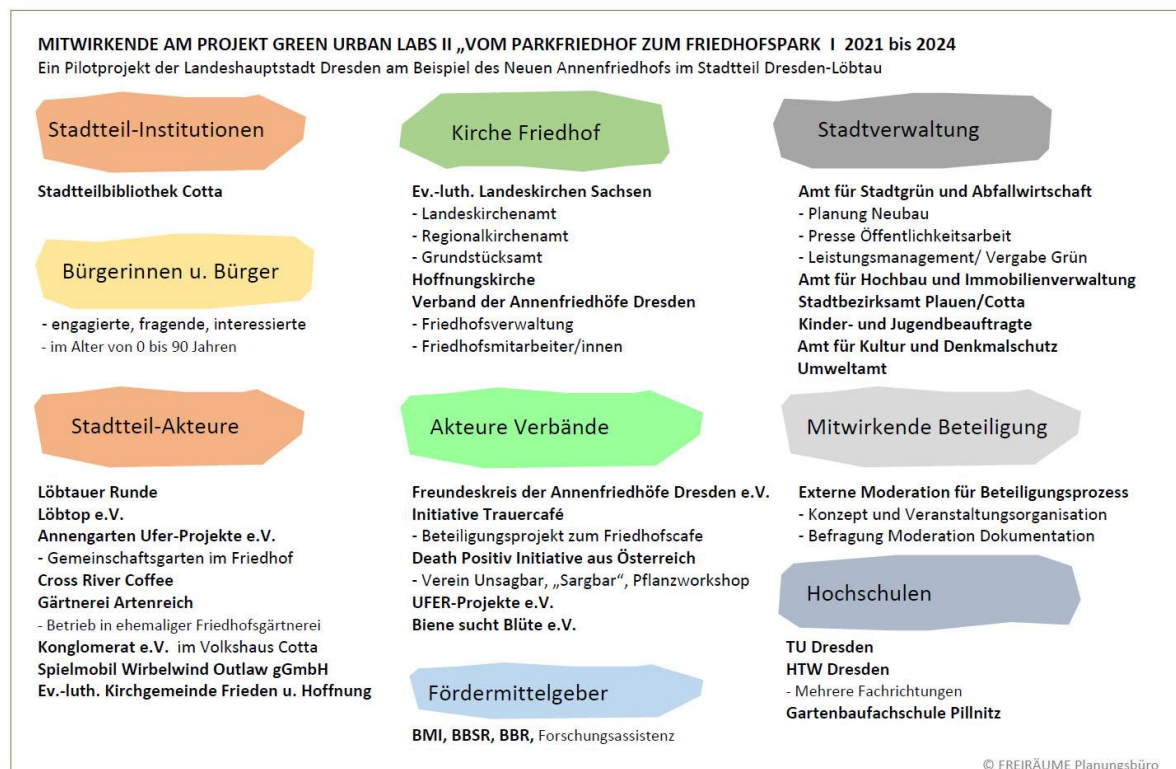 MITWIRKENDE AM PROJEKT GREEN URBAN LABS II „VOM PARKFRIEDHOF ZUM FRIEDHOFSPARK I 2021 bis 2024
Ein Pilotprojekt der Landeshauptstadt Dresden am Beispiel des Neuen Annenfriedhofs im Stadtteil Dresden-Löbtau
Stadtteil-Institutionen
Stadtteilbibliothek Cotta
Bürgerinnen u. Bürger
- engagierte, fragende, interessierte
- im Alter von 0 bis 90 Jahren
Stadtteil-Akteure
Löbtauer Runde
Löbtop e.V.
Annengarten Ufer-Projekte e.V.
- Gemeinschaftsgarten im Friedhof
Cross River Coffee
Gärtnerei Artenreich
- Betrieb in ehemaliger Friedhofsgärtnerei
Konglomerat e.V. im Volkshaus Cotta
Spielmobil Wirbelwind Outlaw gGmbH
Ev.-luth. Kirchgemeinde Frieden u. Hoffnung
Kirche Friedhof
Ev.-luth. Landeskirchen Sachsen
- Landeskirchenamt
- Regionalkirchenamt
- Grundstücksamt
Hoffnungskirche
Verband der Annenfriedhöfe Dresden
- Friedhofsverwaltung
- Friedhofsmitarbeiter/innen
Akteure Verbände
Freundeskreis der Annenfriedhöfe Dresden e.V.
Initiative Trauercafé
- Beteiligungsprojekt zum Friedhofscafe
Death Positiv Initiative aus Österreich
- Verein Unsagbar, „Sargbar“, Pflanzworkshop
UFER-Projekte e.V.
Biene sucht Blüte e.V.
Fördermittelgeber
BMI, BBSR, BBR, Forschungsassistenz
Stadtverwaltung
Amt für Stadtgrün und Abfallwirtschaft
- Planung Neubau
- Presse Öffentlichkeitsarbeit
- Leistungsmanagement/ Vergabe Grün
Amt für Hochbau und Immobilienverwaltung
Stadtbezirksamt Plauen/Cotta
Kinder- und Jugendbeauftragte
Amt für Kultur und Denkmalschutz
Umweltamt
Mitwirkende Beteiligung
Externe Moderation für Beteiligungsprozess
- Konzept und Veranstaltungsorganisation
- Befragung Moderation Dokumentation
Hochschulen
TU Dresden
HTW Dresden
- Mehrere Fachrichtungen
Gartenbaufachschule Pillnitz
© FREIRÄUME Planungsbüro